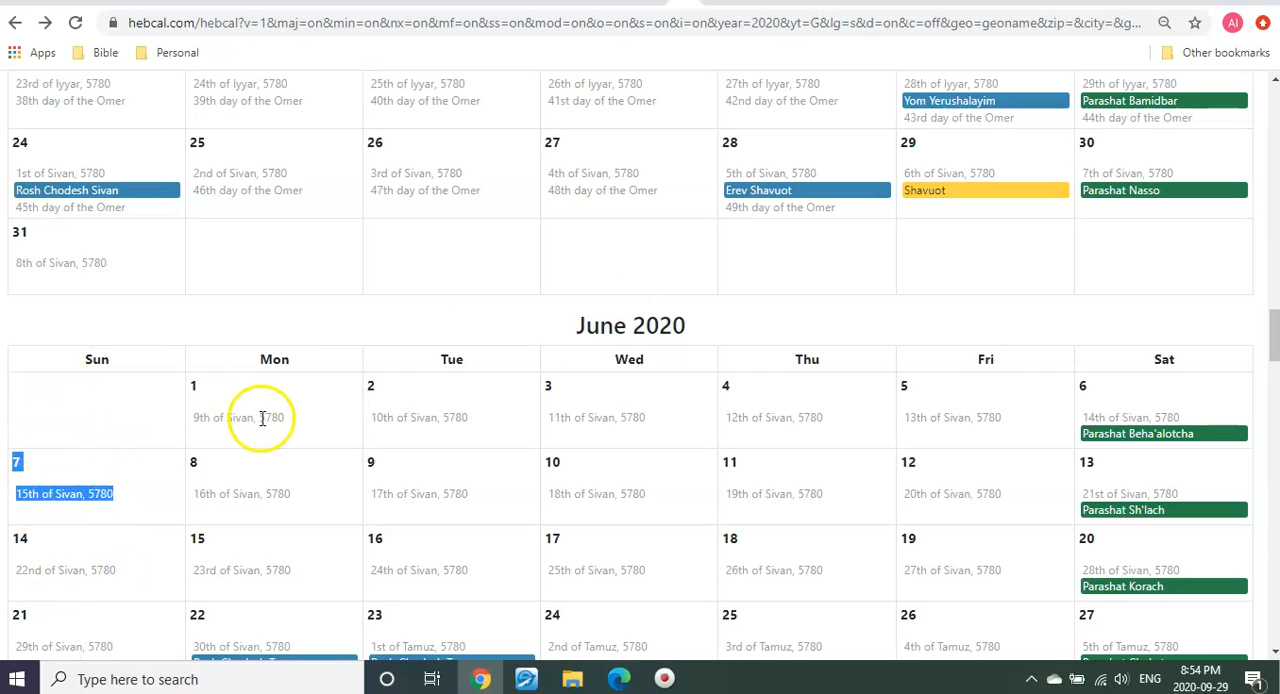 hebcal.com/hebcal?v=1&maj=on&min=on&nx=on&mf=on&ss=on&mod=on&o=on&s=on&i=on&year=2020&yt=G&lg=s&d=on&c=off&geo=geoname&zip=&city=&g...
AI
Apps Bible Personal Other bookmarks
23rd of Iyyar, 5780 24th of Iyyar, 5780 25th of Iyyar, 5780 26th of Iyyar, 5780 27th of Iyyar, 5780 28th of Iyyar, 5780 29th of Iyyar, 5780
38th day of the Omer 39th day of the Omer 40th day of the Omer 41st day of the Omer 42nd day of the Omer Yom Yerushalayim Parashat Bamidbar
43rd day of the Omer 44th day of the Omer
24 25 26 27 28 29 30
1st of Sivan, 5780 2nd of Sivan, 5780 3rd of Sivan, 5780 4th of Sivan, 5780 5th of Sivan, 5780 6th of Sivan, 5780 7th of Sivan, 5780
Rosh Chodesh Sivan 46th day of the Omer 47th day of the Omer 48th day of the Omer Erev Shavuot Shavuot Parashat Nasso
45th day of the Omer 49th day of the Omer
31
8th of Sivan, 5780
June 2020
Sun Mon Tue Wed Thu Fri Sat
1 2 3 4 5 6
9th of Sivan, 5780 10th of Sivan, 5780 11th of Sivan, 5780 12th of Sivan, 5780 13th of Sivan, 5780 14th of Sivan, 5780
Parashat Beha'alotcha
7 8 9 10 11 12 13
15th of Sivan, 5780 16th of Sivan, 5780 17th of Sivan, 5780 18th of Sivan, 5780 19th of Sivan, 5780 20th of Sivan, 5780 21st of Sivan, 5780
Parashat Sh'lach
14 15 16 17 18 19 20
22nd of Sivan, 5780 23rd of Sivan, 5780 24th of Sivan, 5780 25th of Sivan, 5780 26th of Sivan, 5780 27th of Sivan, 5780 28th of Sivan, 5780
Parashat Korach
21 22 23 24 25 26 27
29th of Sivan, 5780 30th of Sivan, 5780 1st of Tamuz, 5780 2nd of Tamuz, 5780 3rd of Tamuz, 5780 4th of Tamuz, 5780 5th of Tamuz, 5780
Type here to search ENG 8:54 PM
2020-09-29 1